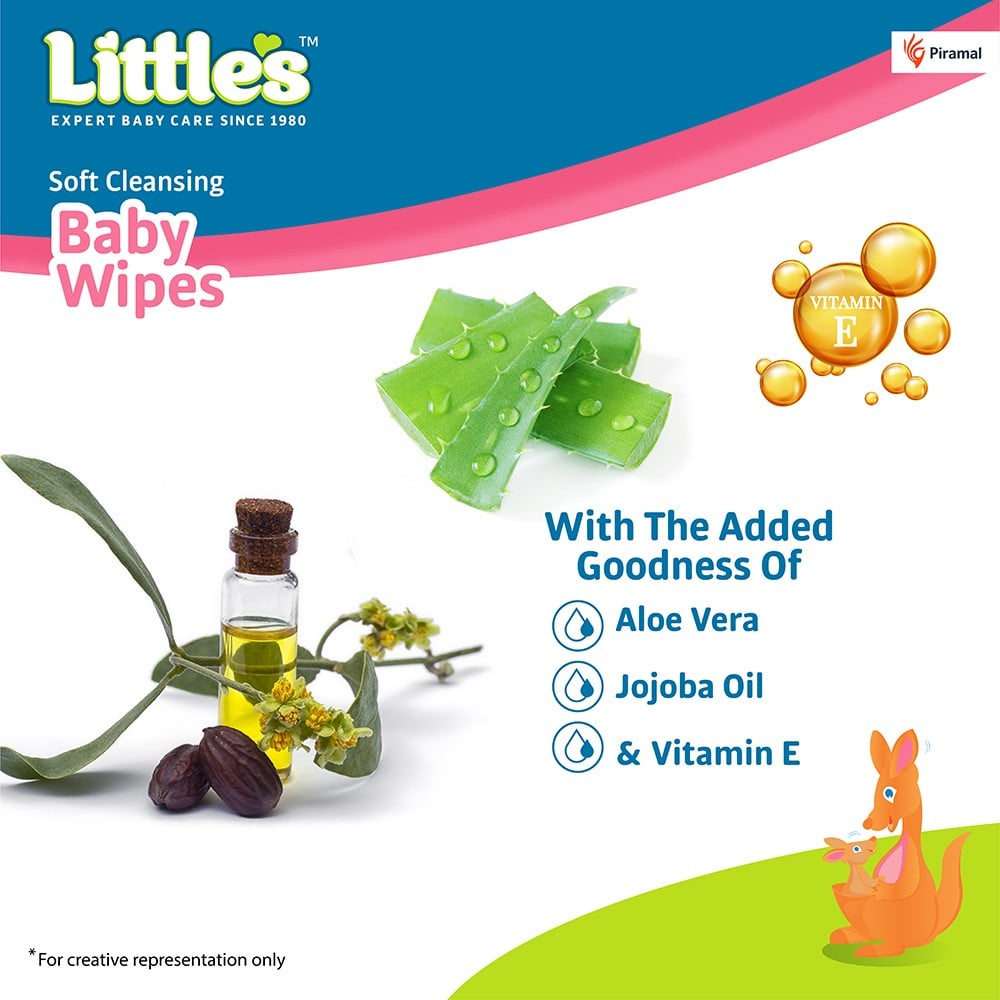 Little's™
EXPERT BABY CARE SINCE 1980
Piramal
Soft Cleansing
Baby
Wipes
VITAMIN
E
With The Added
Goodness Of
Aloe Vera
Jojoba Oil
& Vitamin E
*For creative representation only